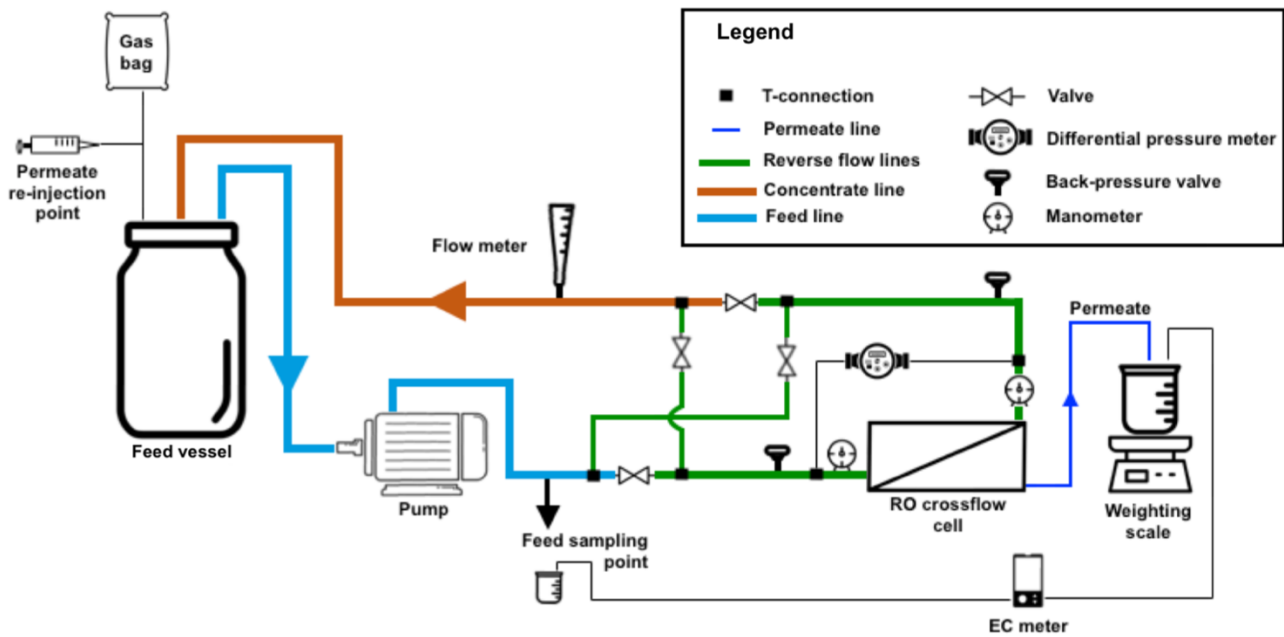 Gas
bag
Permeate
re-injection
point
Feed vessel
Flow meter
Pump
Feed sampling
point
RO crossflow
cell
Permeate
Weighting
scale
EC meter
Legend
T-connection
Permeate line
Reverse flow lines
Concentrate line
Feed line
Valve
Differential pressure meter
Back-pressure valve
Manometer